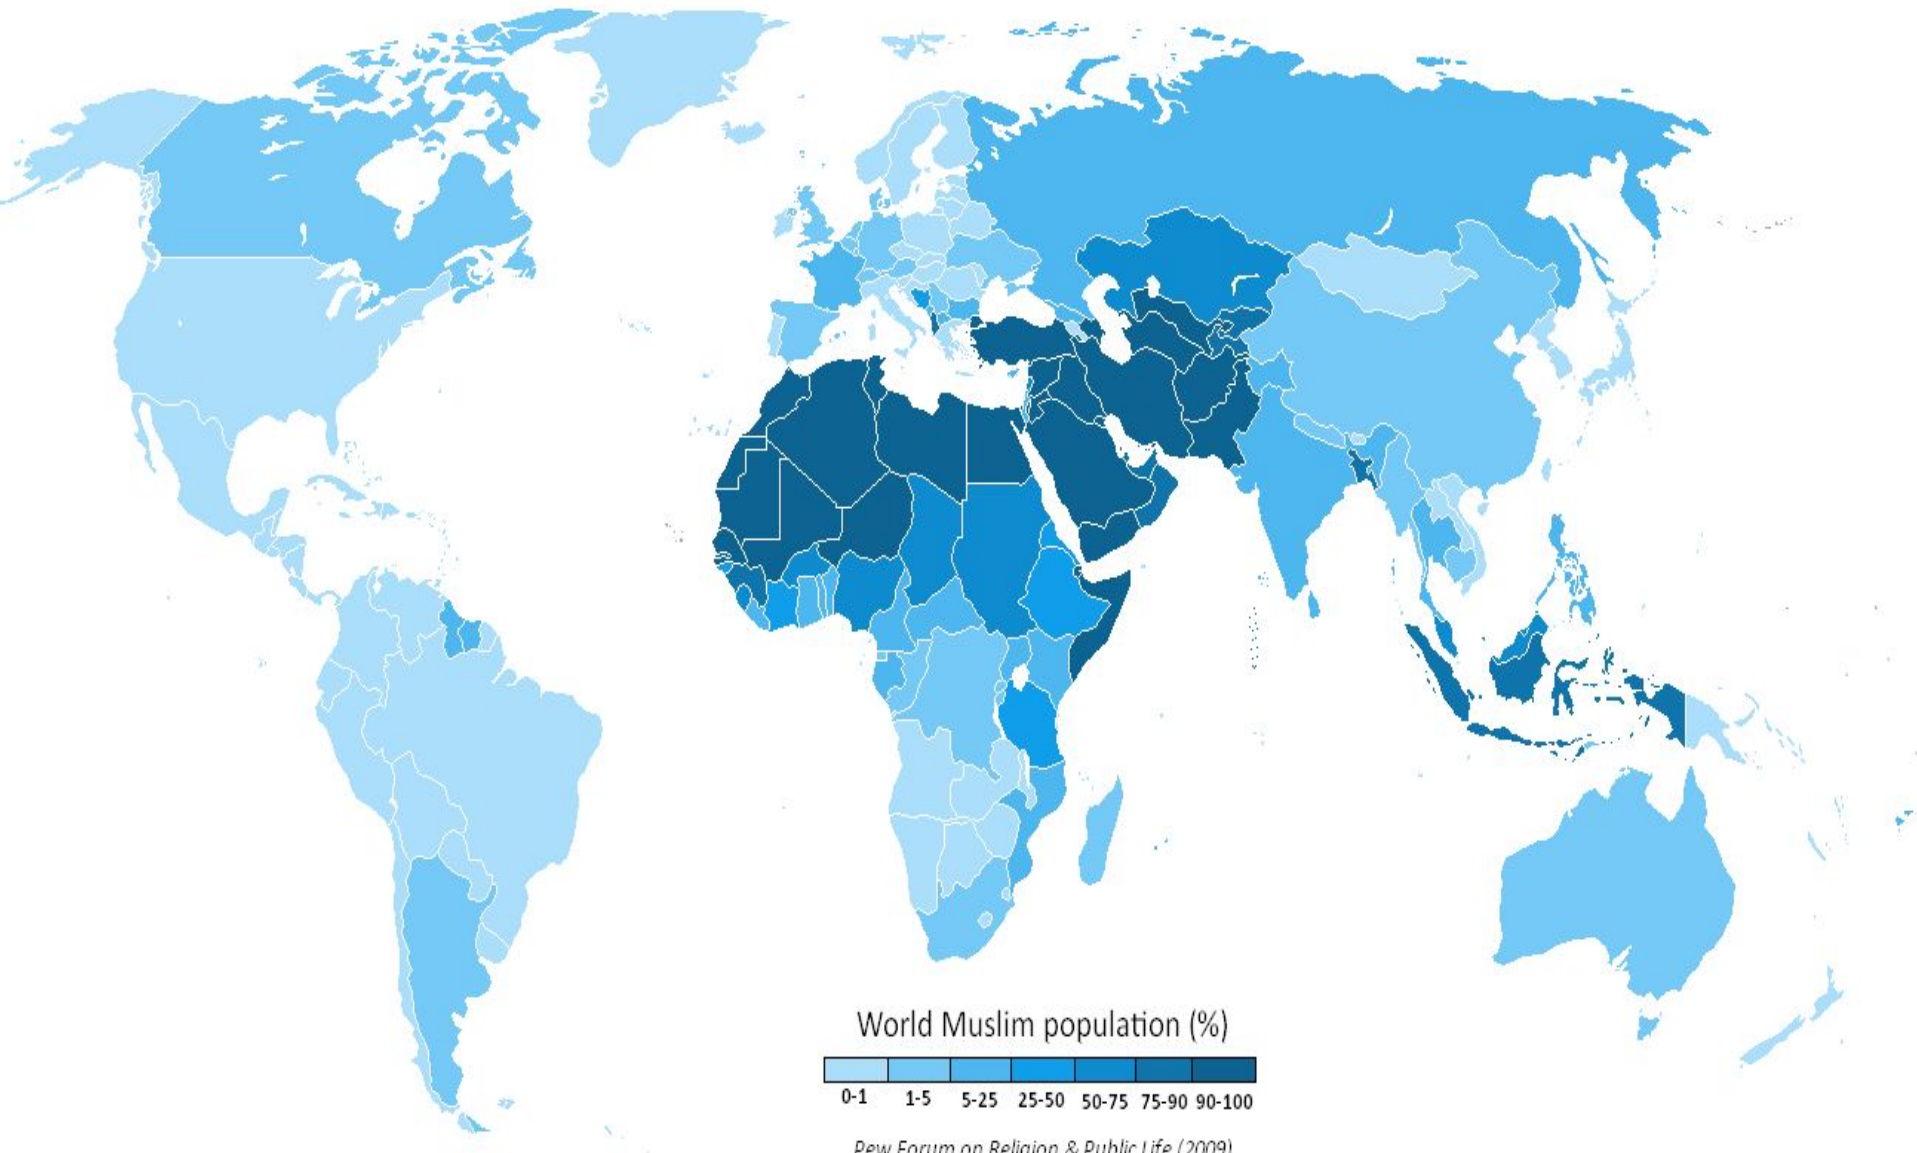 World Muslim population (%)
0-1 1-5 5-25 25-50 50-75 75-90 90-100
Pew Forum on Religion & Public Life (2009)